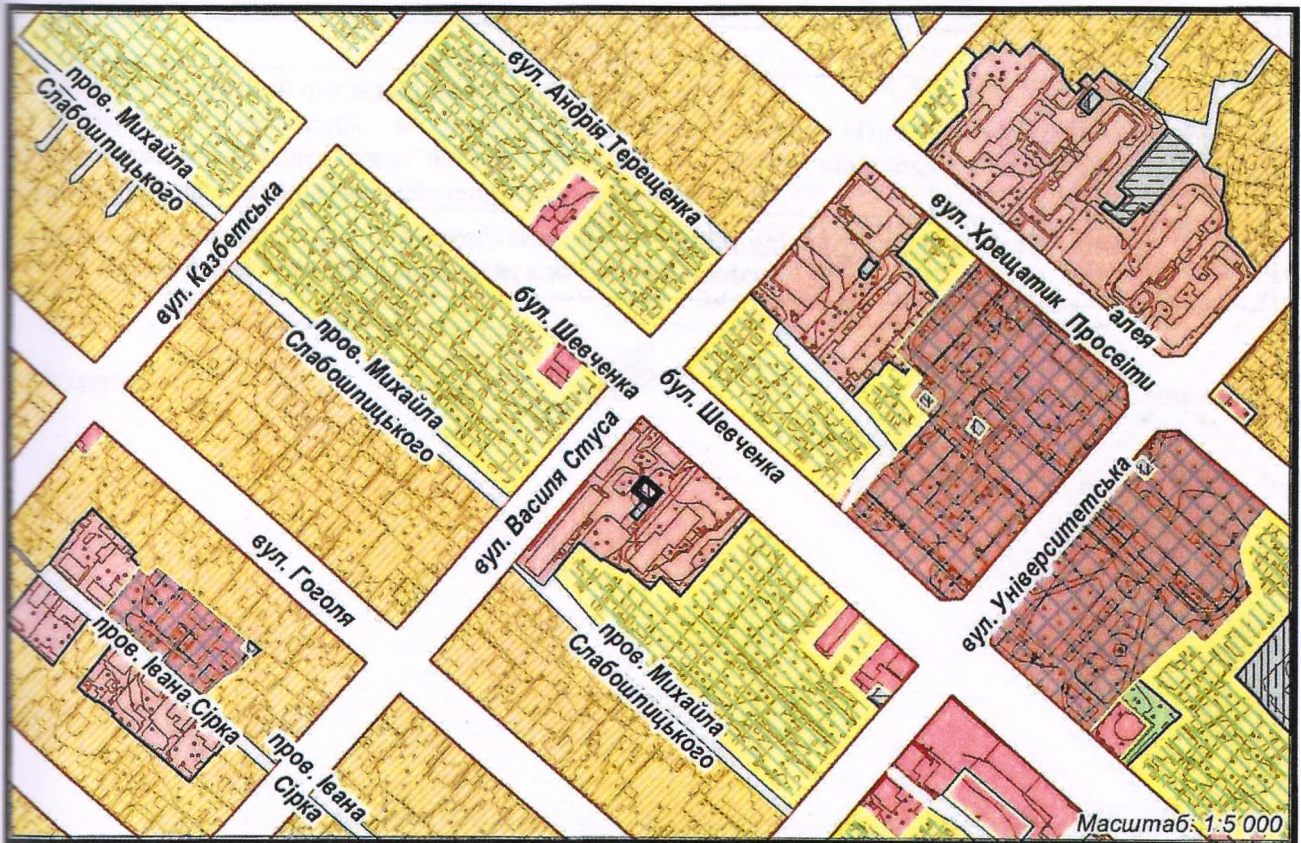 пров. Михайла
Слабошпицького
вул. Андрія Терещенка
вул. Казбетська
вул. Хрещатик
алея
Просвіти
бул. Шевченка
пров. Михайла
Слабошпицького
бул. Шевченка
вул. Василя Стуса
вул. Університетська
вул. Гоголя
пров. Михайла
Слабошпицького
пров. Івана Сірка
пров. Івана
Сірка
Масштаб: 1:5 000